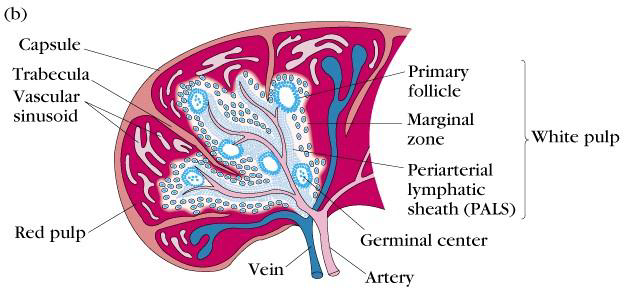 (b)
Capsule
Trabecula
Vascular
sinusoid
Red pulp
Vein
Artery
Primary
follicle
Marginal
zone
Periarterial
lymphatic
sheath (PALS)
Germinal center
White pulp